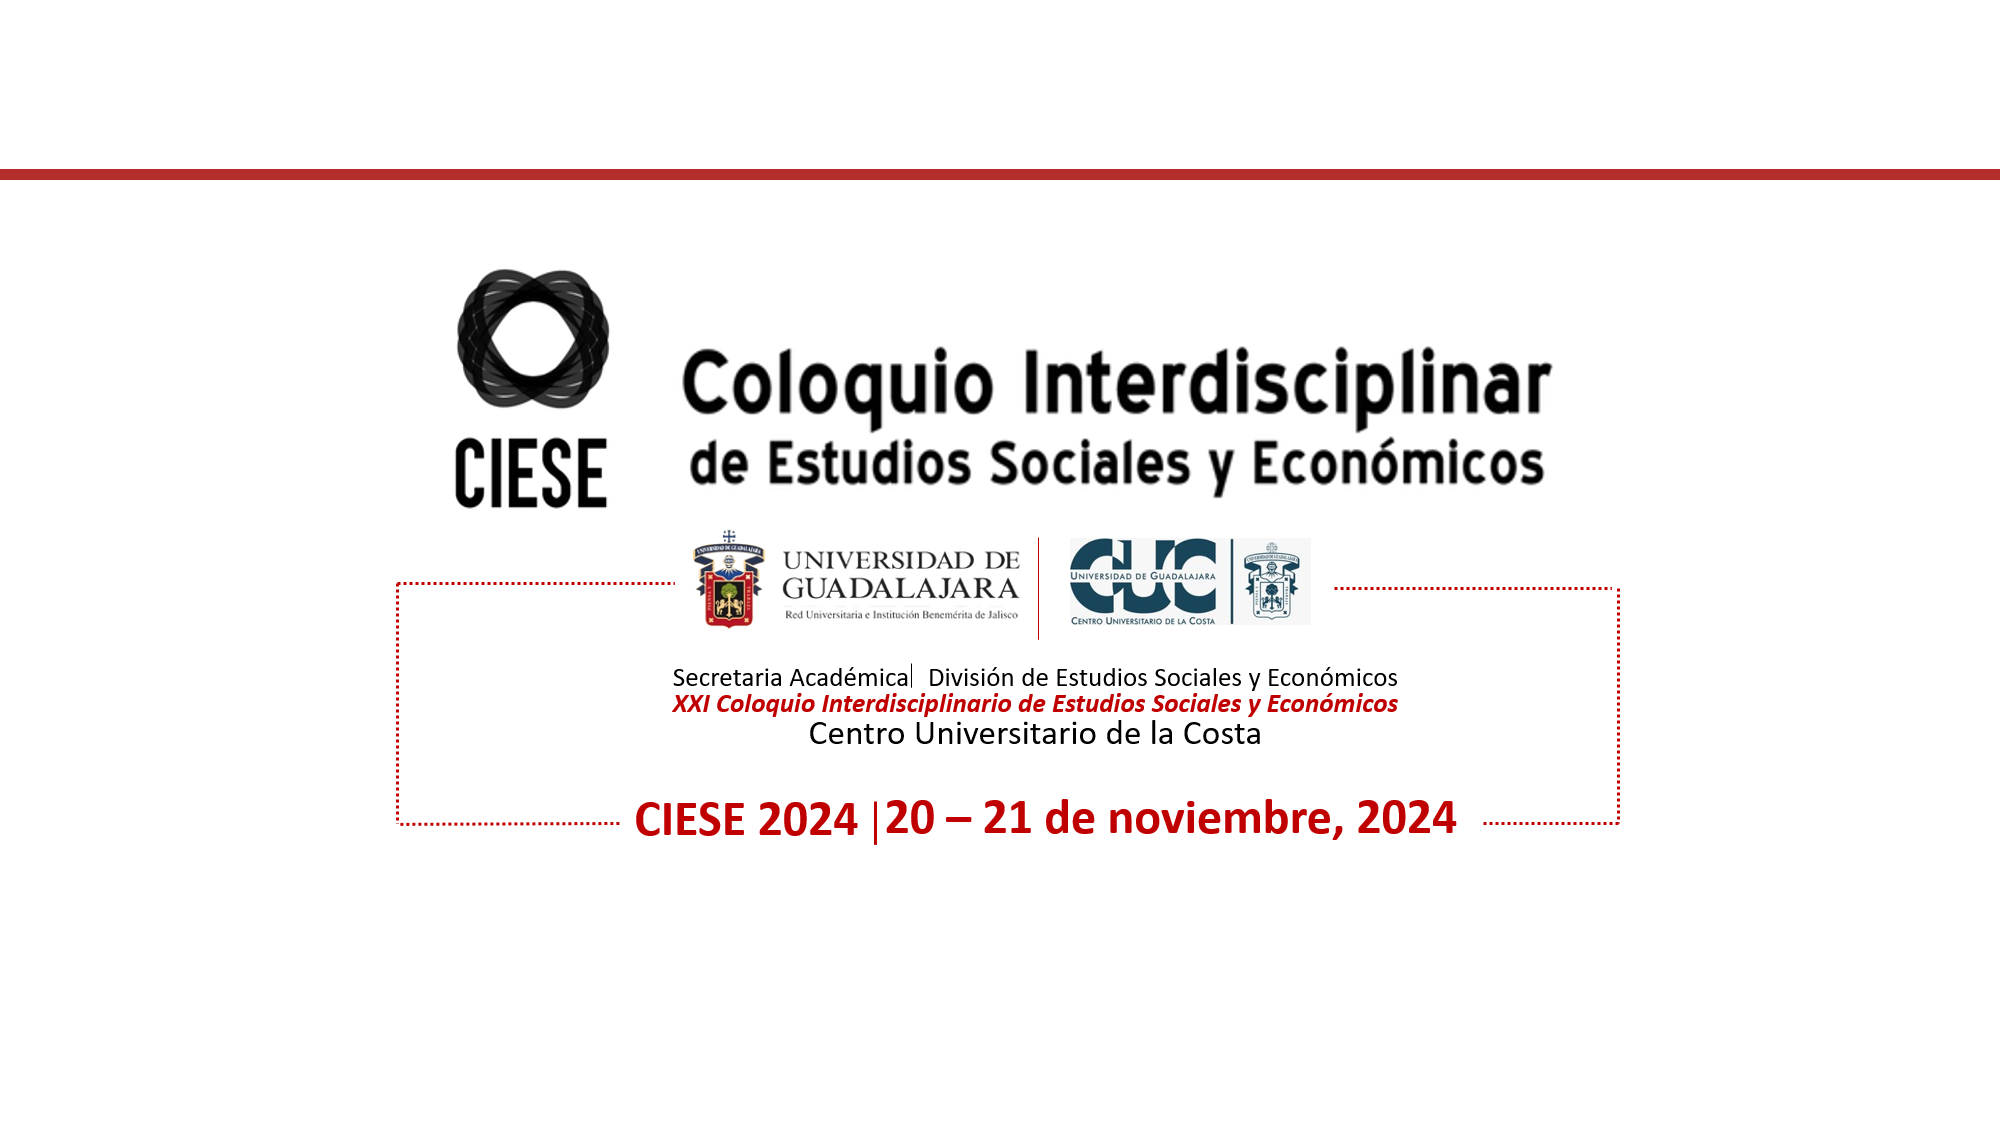 CIESE
Coloquio Interdisciplinar
de Estudios Sociales y Económicos
UNIVERSIDAD DE
GUADALAJARA
Red Universitaria e Institución Benemérita de Jalisco
CUC
UNIVERSIDAD DE GUADALAJARA
CENTRO UNIVERSITARIO DE LA COSTA
Secretaria Académica| División de Estudios Sociales y Económicos
XXI Coloquio Interdisciplinario de Estudios Sociales y Económicos
Centro Universitario de la Costa
CIESE 2024 |20 – 21 de noviembre, 2024